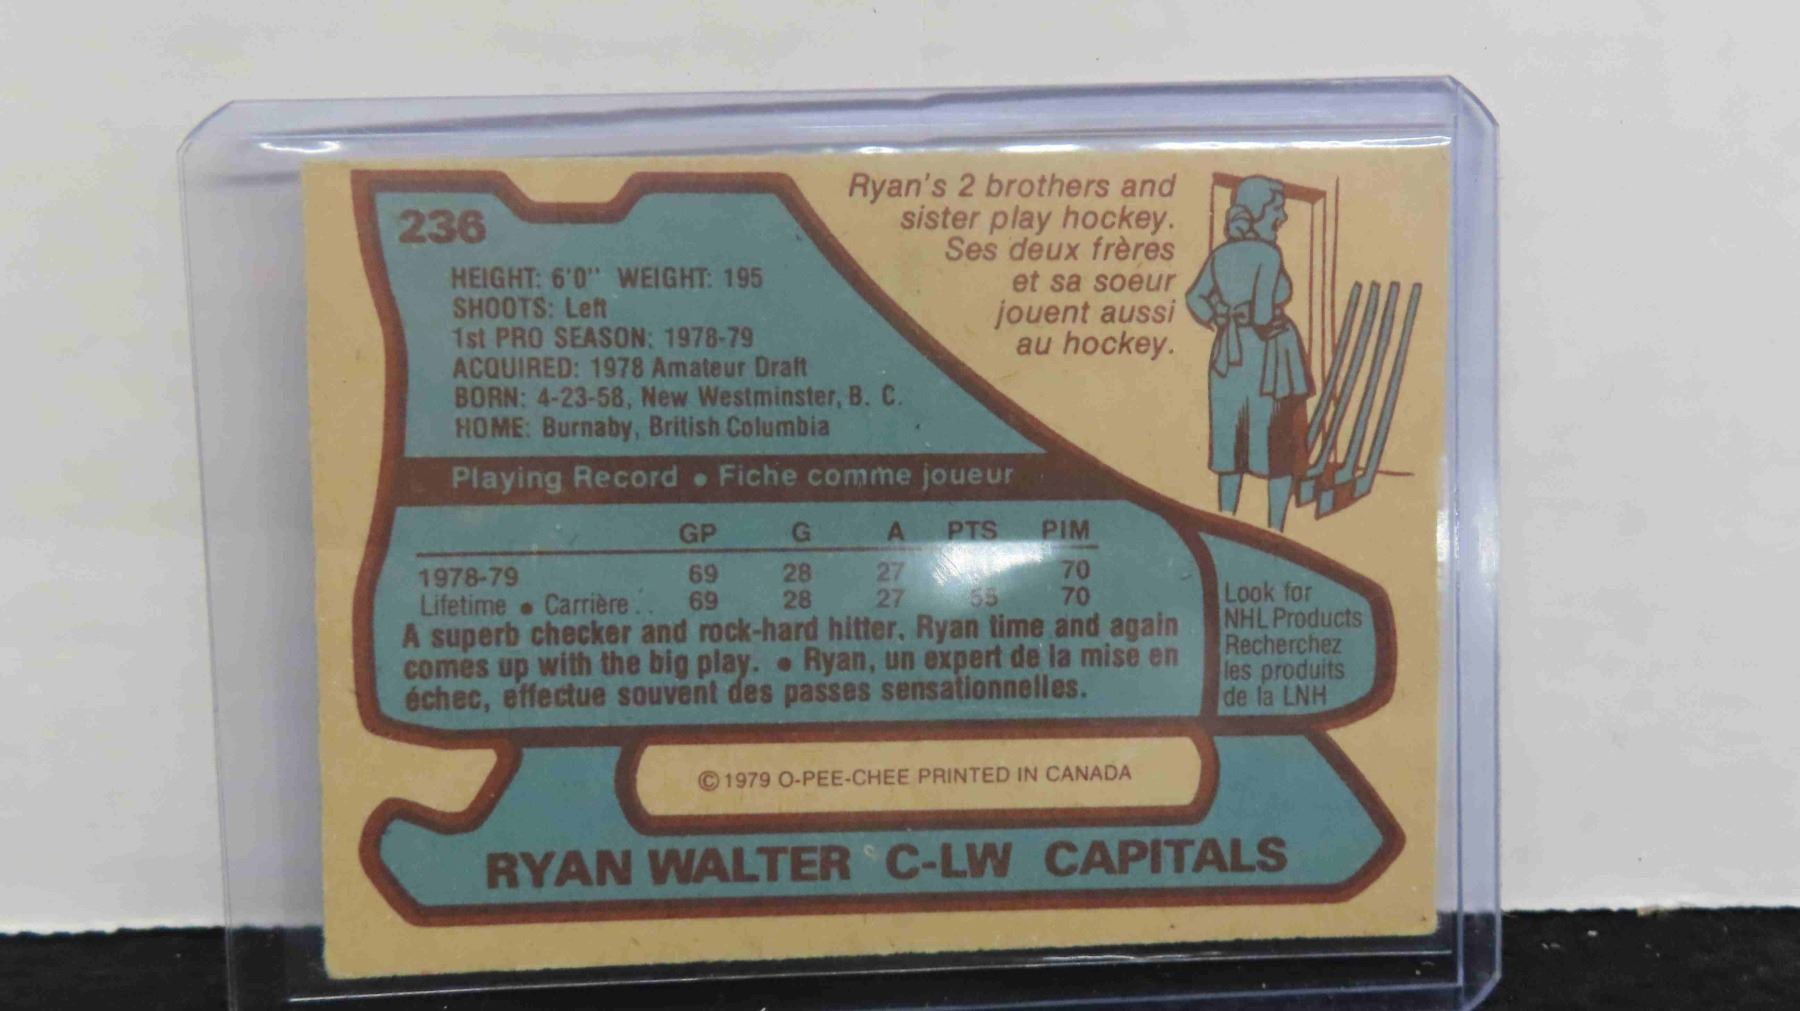 236
HEIGHT: 6'0" WEIGHT: 195
SHOOTS: Left
1st PRO SEASON: 1978-79
ACQUIRED: 1978 Amateur Draft
BORN: 4-23-58, New Westminster, B. C.
HOME: Burnaby, British Columbia
Ryan's 2 brothers and
sister play hockey.
Ses deux frères
et sa soeur
jouent aussi
au hockey.
Playing Record • Fiche comme joueur
GP G A PTS PIM
1978-79 69 28 27 70
Lifetime • Carrière .. 69 28 27 55 70
A superb checker and rock-hard hitter, Ryan time and again
comes up with the big play. • Ryan, un expert de la mise en
échec, effectue souvent des passes sensationnelles.
Look for
NHL Products
Recherchez
les produits
de la LNH
©1979 O-PEE-CHEE PRINTED IN CANADA
RYAN WALTER C-LW CAPITALS